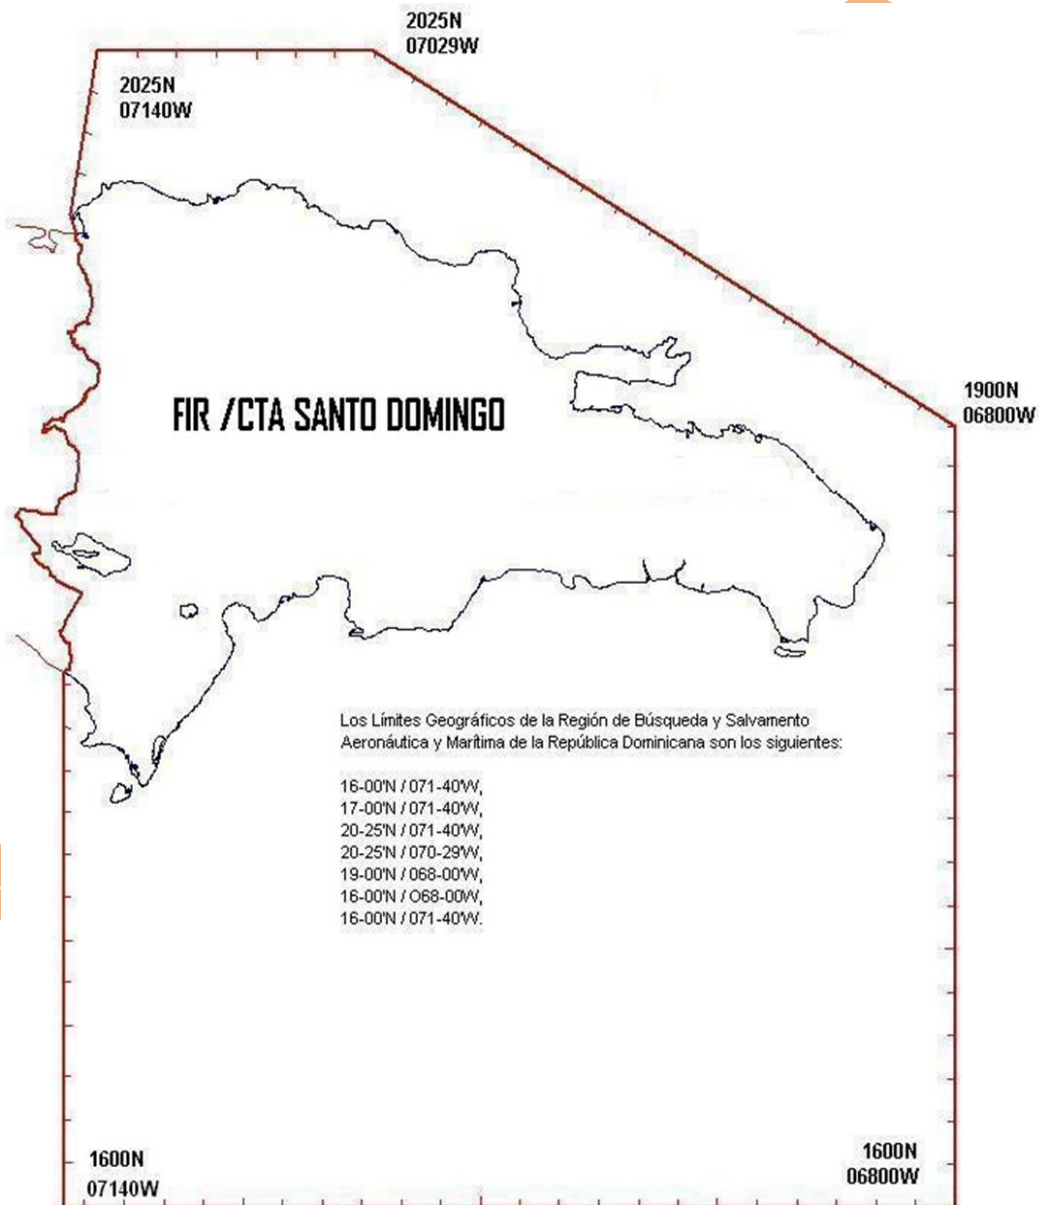 2025N
07029W
2025N
07140W
1900N
06800W
FIR /CTA SANTO DOMINGO
Los Límites Geográficos de la Región de Búsqueda y Salvamento
Aeronáutica y Marítima de la República Dominicana son los siguientes:
16-00'N / 071-40'W,
17-00'N / 071-40'W,
20-25'N / 071-40'W,
20-25'N / 070-29'W,
19-00'N / 068-00'W,
16-00'N / O68-00'W,
16-00'N / 071-40'W.
1600N
07140W
1600N
06800W